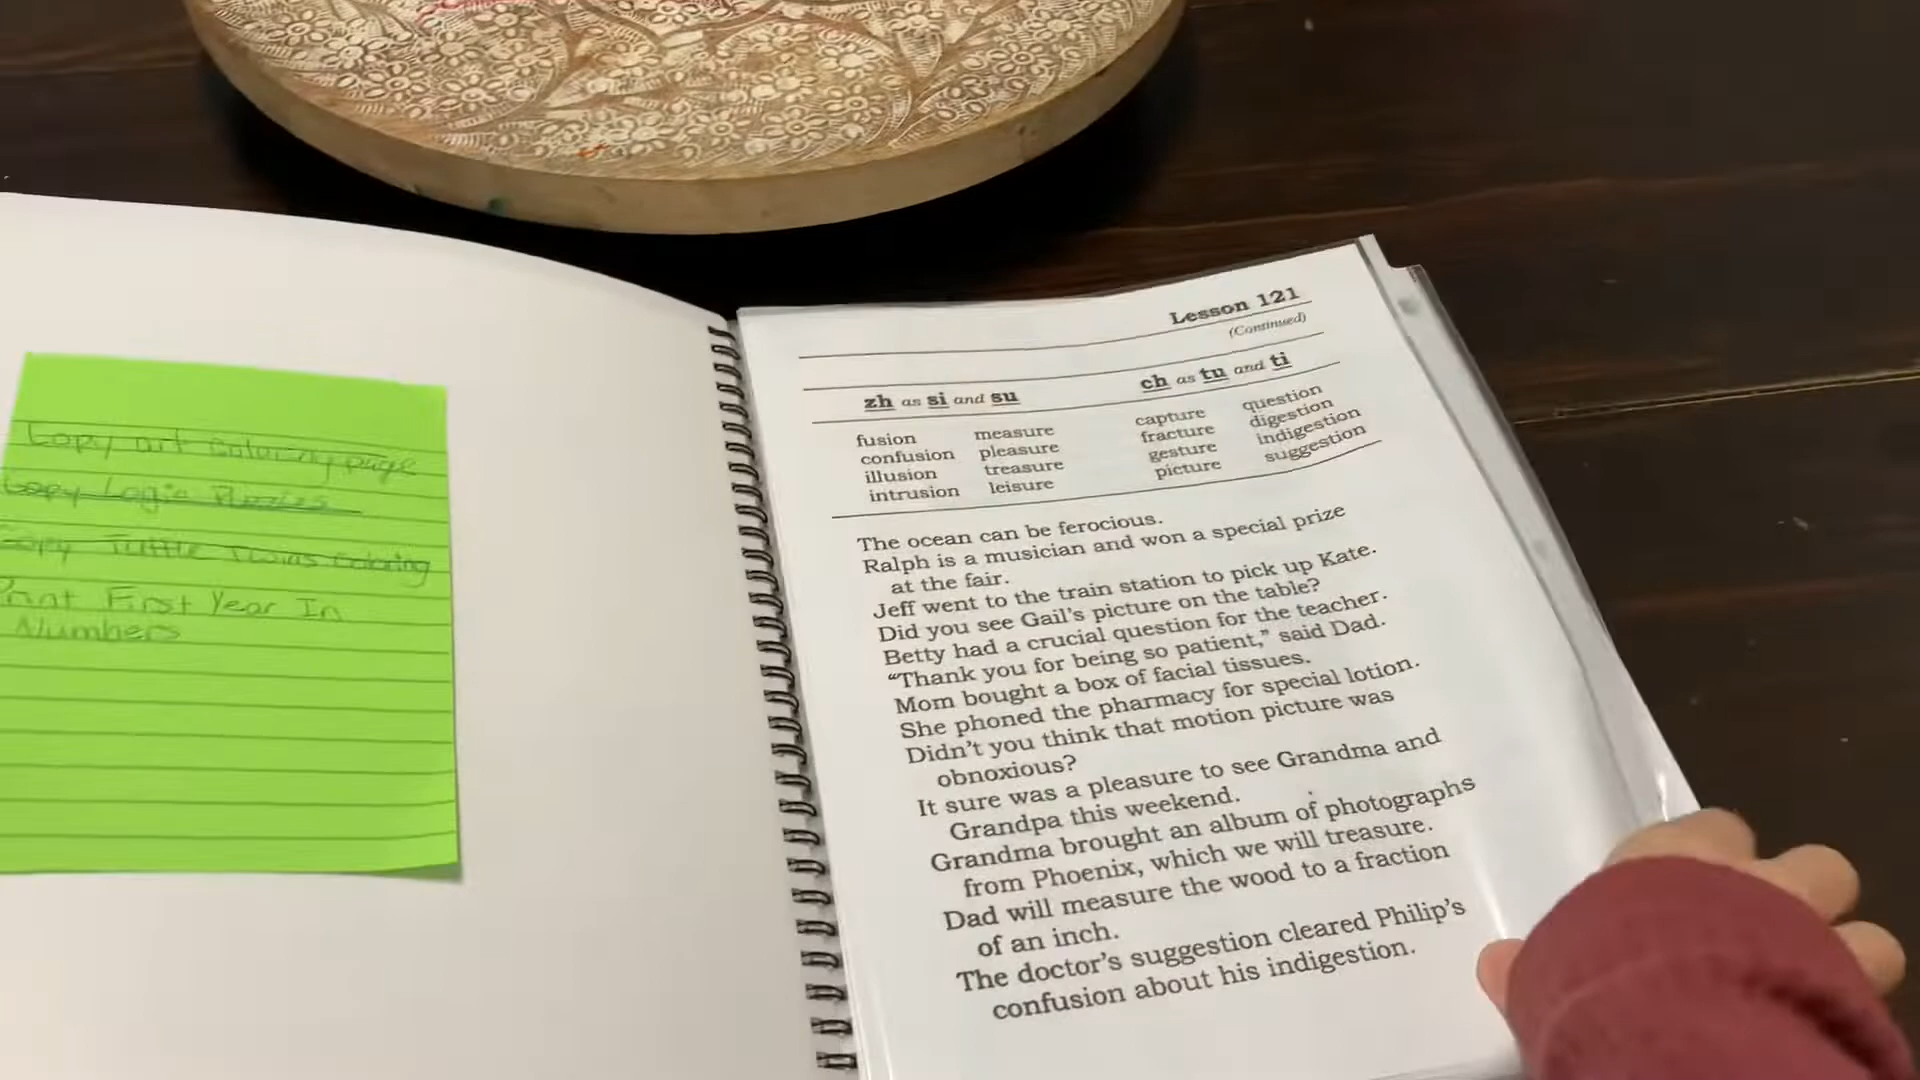 Copy art coloring page
Copy Logic Puzzles
Copy Tuttle Twins Coloring
Print First Year In
Numbers
Lesson 121
(Continued)
zh as si and su
ch as tu and ti
fusion measure
confusion pleasure
illusion treasure
intrusion leisure
capture question
fracture digestion
gesture indigestion
picture suggestion
The ocean can be ferocious.
Ralph is a musician and won a special prize
at the fair.
Jeff went to the train station to pick up Kate.
Did you see Gail's picture on the table?
Betty had a crucial question for the teacher.
“Thank you for being so patient,” said Dad.
Mom bought a box of facial tissues.
She phoned the pharmacy for special lotion.
Didn't you think that motion picture was
obnoxious?
It sure was a pleasure to see Grandma and
Grandpa this weekend.
Grandma brought an album of photographs
from Phoenix, which we will treasure.
Dad will measure the wood to a fraction
of an inch.
The doctor's suggestion cleared Philip's
confusion about his indigestion.